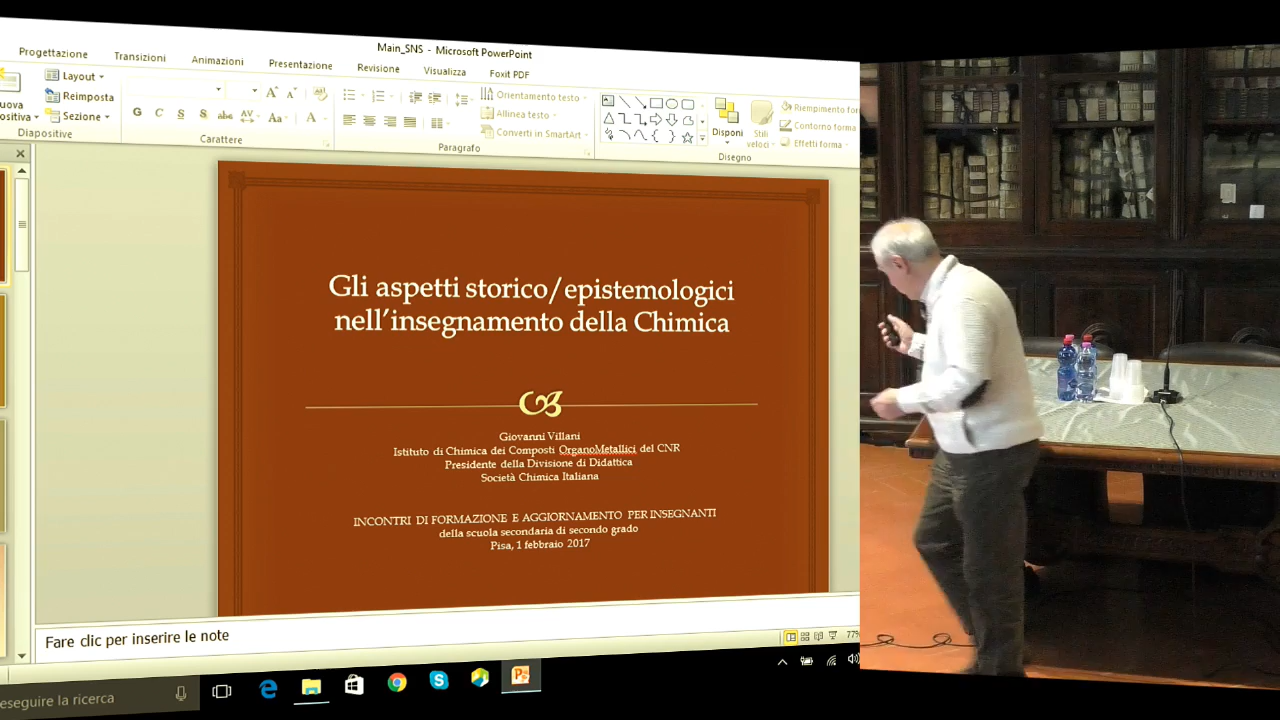 Main_SNS - Microsoft PowerPoint
Progettazione
Transizioni
Animazioni
Presentazione
Revisione
Visualizza
Foxit PDF
Layout
Reimposta
Sezione
Diapositive
G C S S abc AV Aa A
Carattere
Orientamento testo
Allinea testo
Converti in SmartArt
Paragrafo
Disponi
Stili
veloci
Contorno forma
Effetti forma
Disegno
Gli aspetti storico/epistemologici
nell'insegnamento della Chimica
Giovanni Villani
Istituto di Chimica dei Composti OrganoMetallici del CNR
Presidente della Divisione di Didattica
Società Chimica Italiana
INCONTRI DI FORMAZIONE E AGGIORNAMENTO PER INSEGNANTI
della scuola secondaria di secondo grado
Pisa, 1 febbraio 2017
Fare clic per inserire le note
77%
eseguire la ricerca